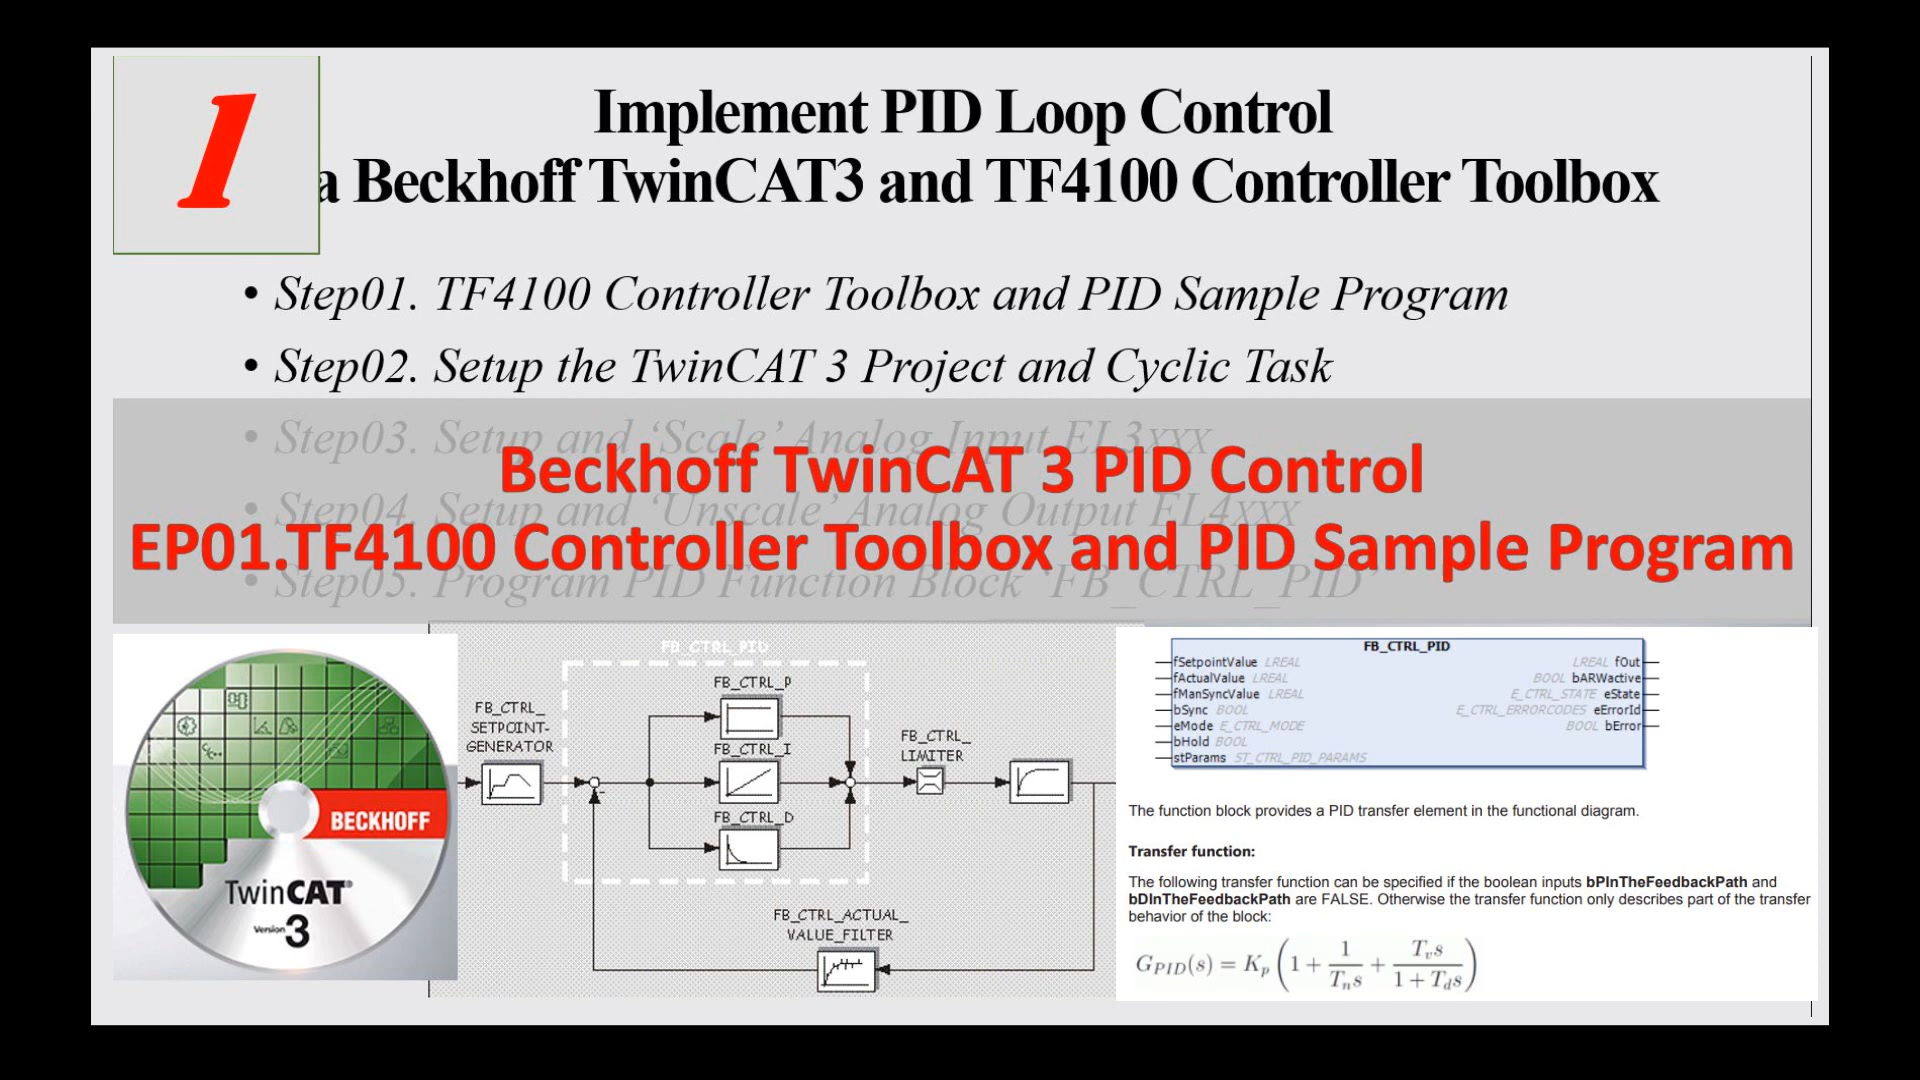 1
Implement PID Loop Control
a Beckhoff TwinCAT3 and TF4100 Controller Toolbox
• Step01. TF4100 Controller Toolbox and PID Sample Program
• Step02. Setup the TwinCAT 3 Project and Cyclic Task
• Step03. Setup and ‘Scale’ Analog Input EL3xxx
Beckhoff TwinCAT 3 PID Control
• Step04. Setup and ‘Unscale’ Analog Output EL4xxx
EP01.TF4100 Controller Toolbox and PID Sample Program
• Step05. Program PID Function Block ‘FB_CTRL_PID’
BECKHOFF
TwinCAT®
Version 3
FB_CTRL_PID
FB_CTRL_P
FB_CTRL_
SETPOINT-
GENERATOR
FB_CTRL_I
FB_CTRL_
LIMITER
-
FB_CTRL_D
FB_CTRL_ACTUAL_
VALUE_FILTER
FB_CTRL_PID
fSetpointValue LREAL LREAL fOut
fActualValue LREAL BOOL bARWactive
fManSyncValue LREAL E_CTRL_STATE eState
bSync BOOL E_CTRL_ERRORCODES eErrorId
eMode E_CTRL_MODE BOOL bError
bHold BOOL
stParams ST_CTRL_PID_PARAMS
The function block provides a PID transfer element in the functional diagram.
Transfer function:
The following transfer function can be specified if the boolean inputs bPInTheFeedbackPath and
bDInTheFeedbackPath are FALSE. Otherwise the transfer function only describes part of the transfer
behavior of the block:
G_PID(s) = K_p (1 + 1/(T_n s) + T_v s/(1 + T_d s))